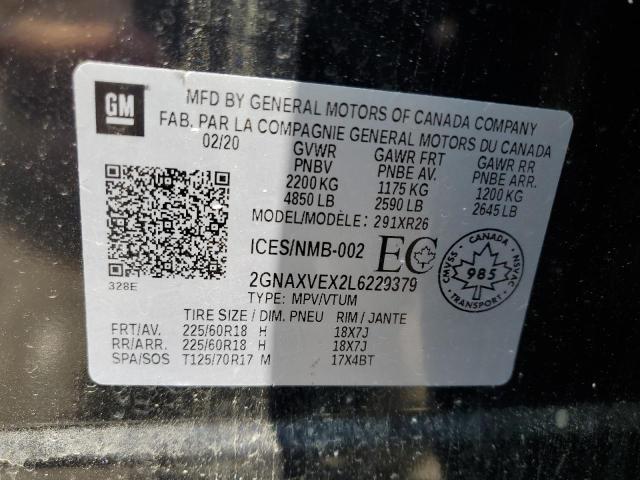 GM
MFD BY GENERAL MOTORS OF CANADA COMPANY
FAB. PAR LA COMPAGNIE GENERAL MOTORS DU CANADA
02/20 GVWR GAWR FRT GAWR RR
PNBV PNBE AV. PNBE ARR.
2200 KG 1175 KG 1200 KG
4850 LB 2590 LB 2645 LB
MODEL/MODÈLE: 291XR26
ICES/NMB-002 EC
2GNAXVEX2L6229379
TYPE: MPV/VTUM
328E
CANADA
CMVSS 985 NSVAC
TRANSPORT
TIRE SIZE / DIM. PNEU RIM / JANTE
FRT/AV. 225/60R18 H 18X7J
RR/ARR. 225/60R18 H 18X7J
SPA/SOS T125/70R17 M 17X4BT